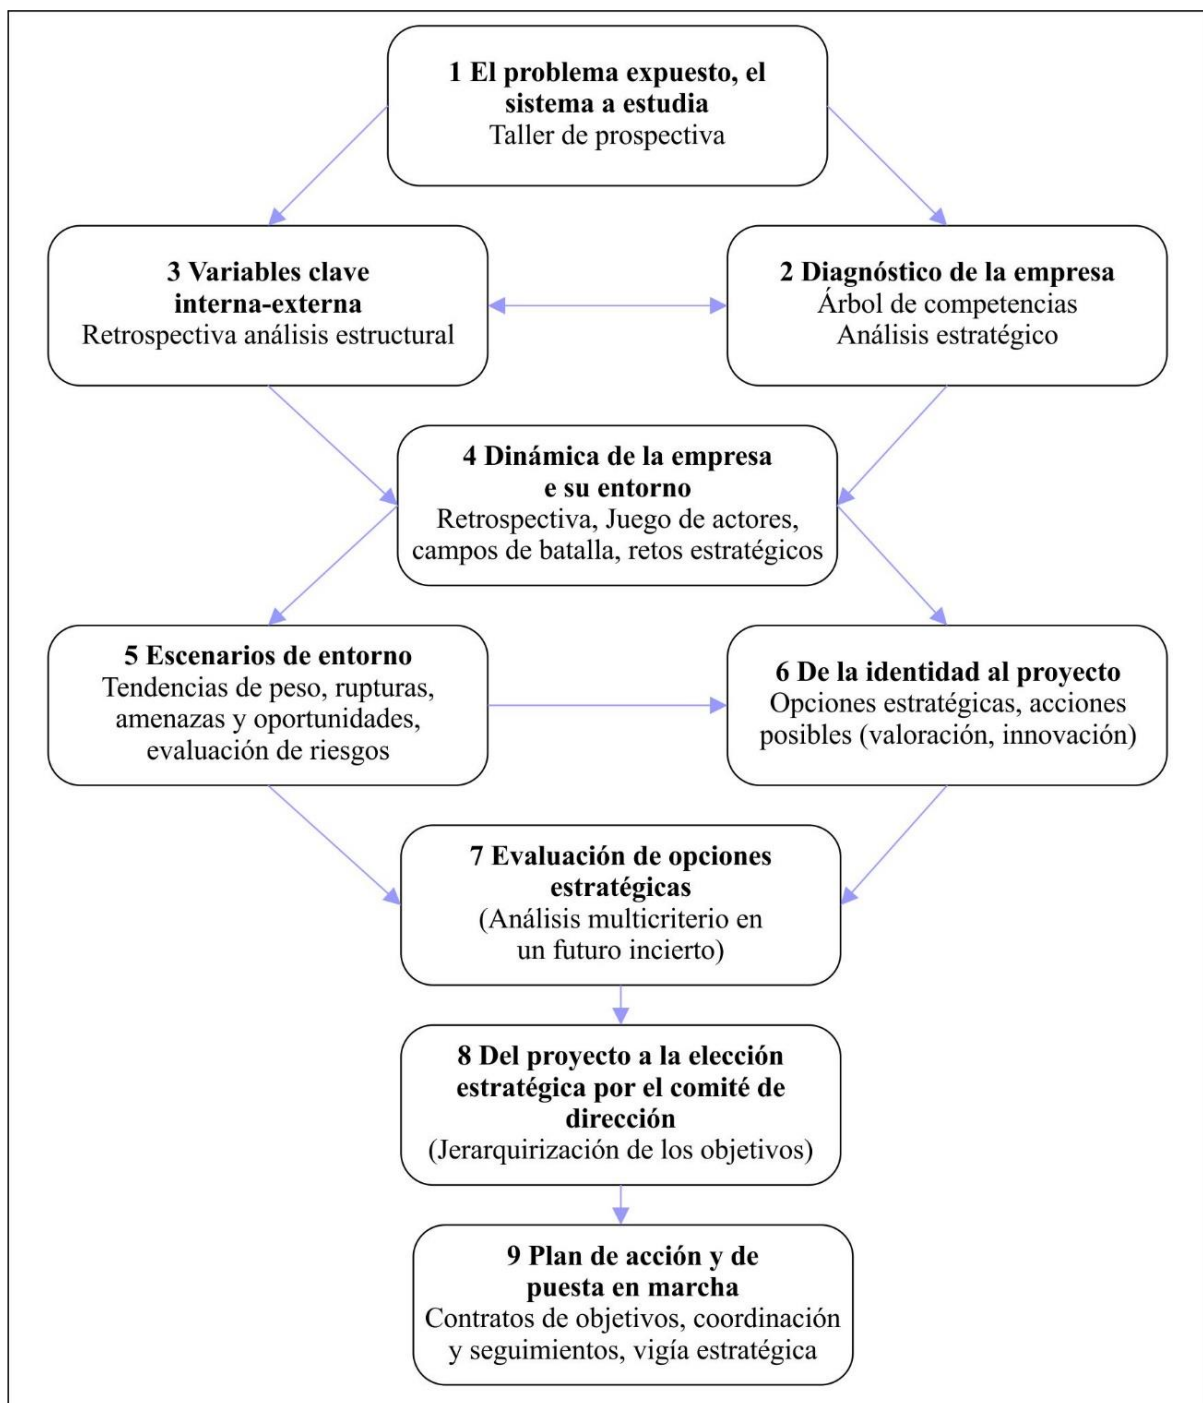 1 El problema expuesto, el
sistema a estudia
Taller de prospectiva
3 Variables clave
interna-externa
Retrospectiva análisis estructural
2 Diagnóstico de la empresa
Árbol de competencias
Análisis estratégico
4 Dinámica de la empresa
e su entorno
Retrospectiva, Juego de actores,
campos de batalla, retos estratégicos
5 Escenarios de entorno
Tendencias de peso, rupturas,
amenazas y oportunidades,
evaluación de riesgos
6 De la identidad al proyecto
Opciones estratégicas, acciones
posibles (valoración, innovación)
7 Evaluación de opciones
estratégicas
(Análisis multicriterio en
un futuro incierto)
8 Del proyecto a la elección
estratégica por el comité de
dirección
(Jerarquirización de los objetivos)
9 Plan de acción y de
puesta en marcha
Contratos de objetivos, coordinación
y seguimientos, vigía estratégica